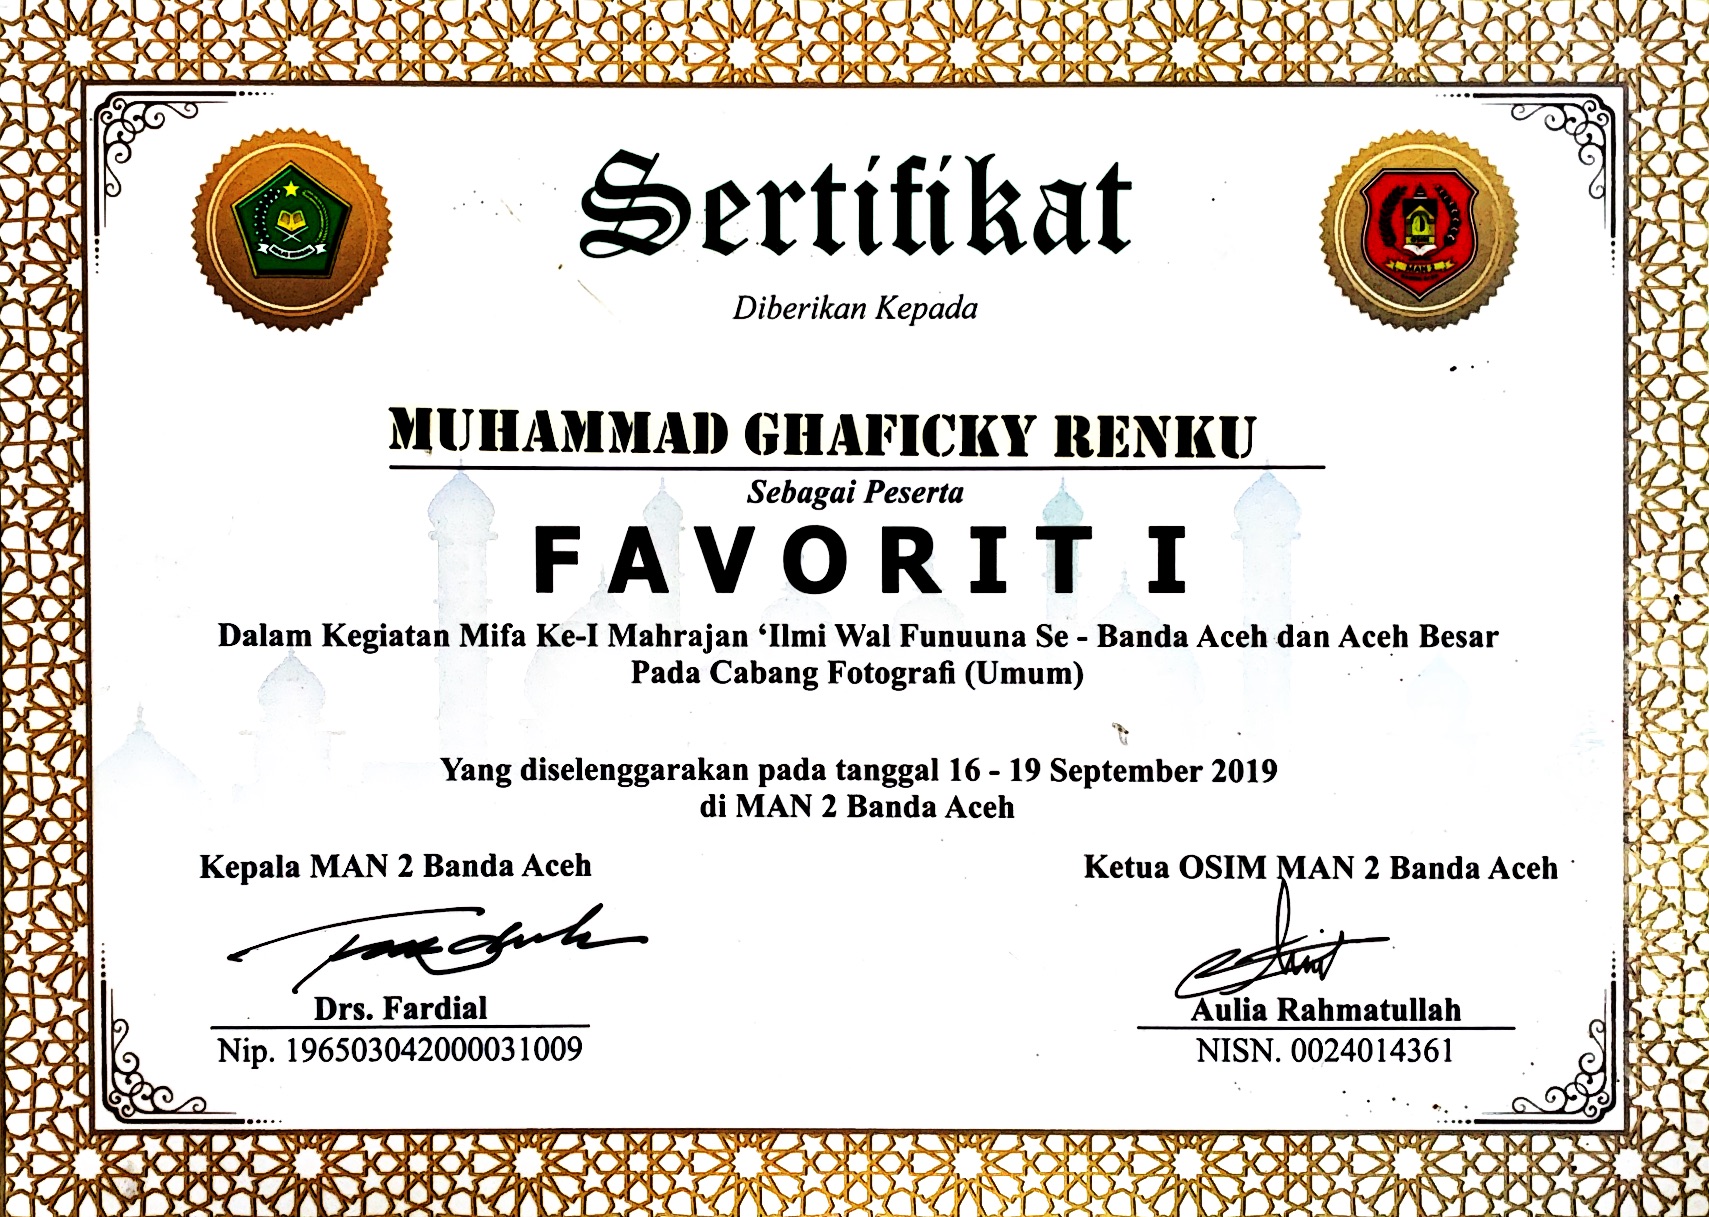 Sertifikat
Diberikan Kepada
MUHAMMAD GHAFICKY RENKU
Sebagai Peserta
FAVORIT I
Dalam Kegiatan Mifa Ke-I Mahrajan ‘Ilmi Wal Funuuna Se - Banda Aceh dan Aceh Besar
Pada Cabang Fotografi (Umum)
Yang diselenggarakan pada tanggal 16 - 19 September 2019
di MAN 2 Banda Aceh
Kepala MAN 2 Banda Aceh
Drs. Fardial
Nip. 196503042000031009
Ketua OSIM MAN 2 Banda Aceh
Aulia Rahmatullah
NISN. 0024014361